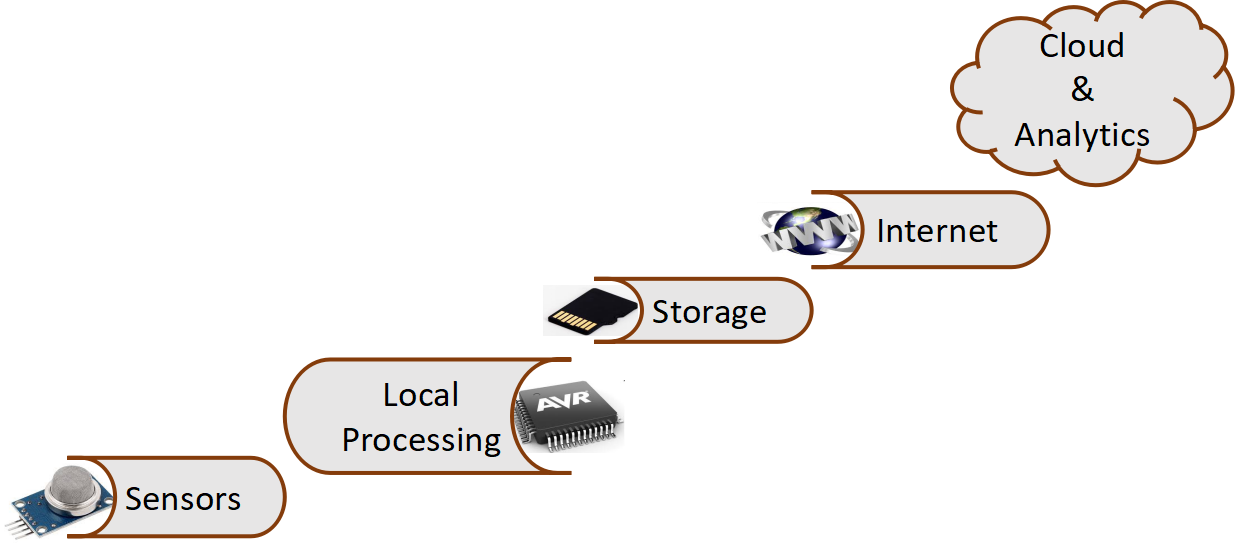 Cloud
&
Analytics
WWW
Internet
Storage
Local
Processing
AVR
Sensors